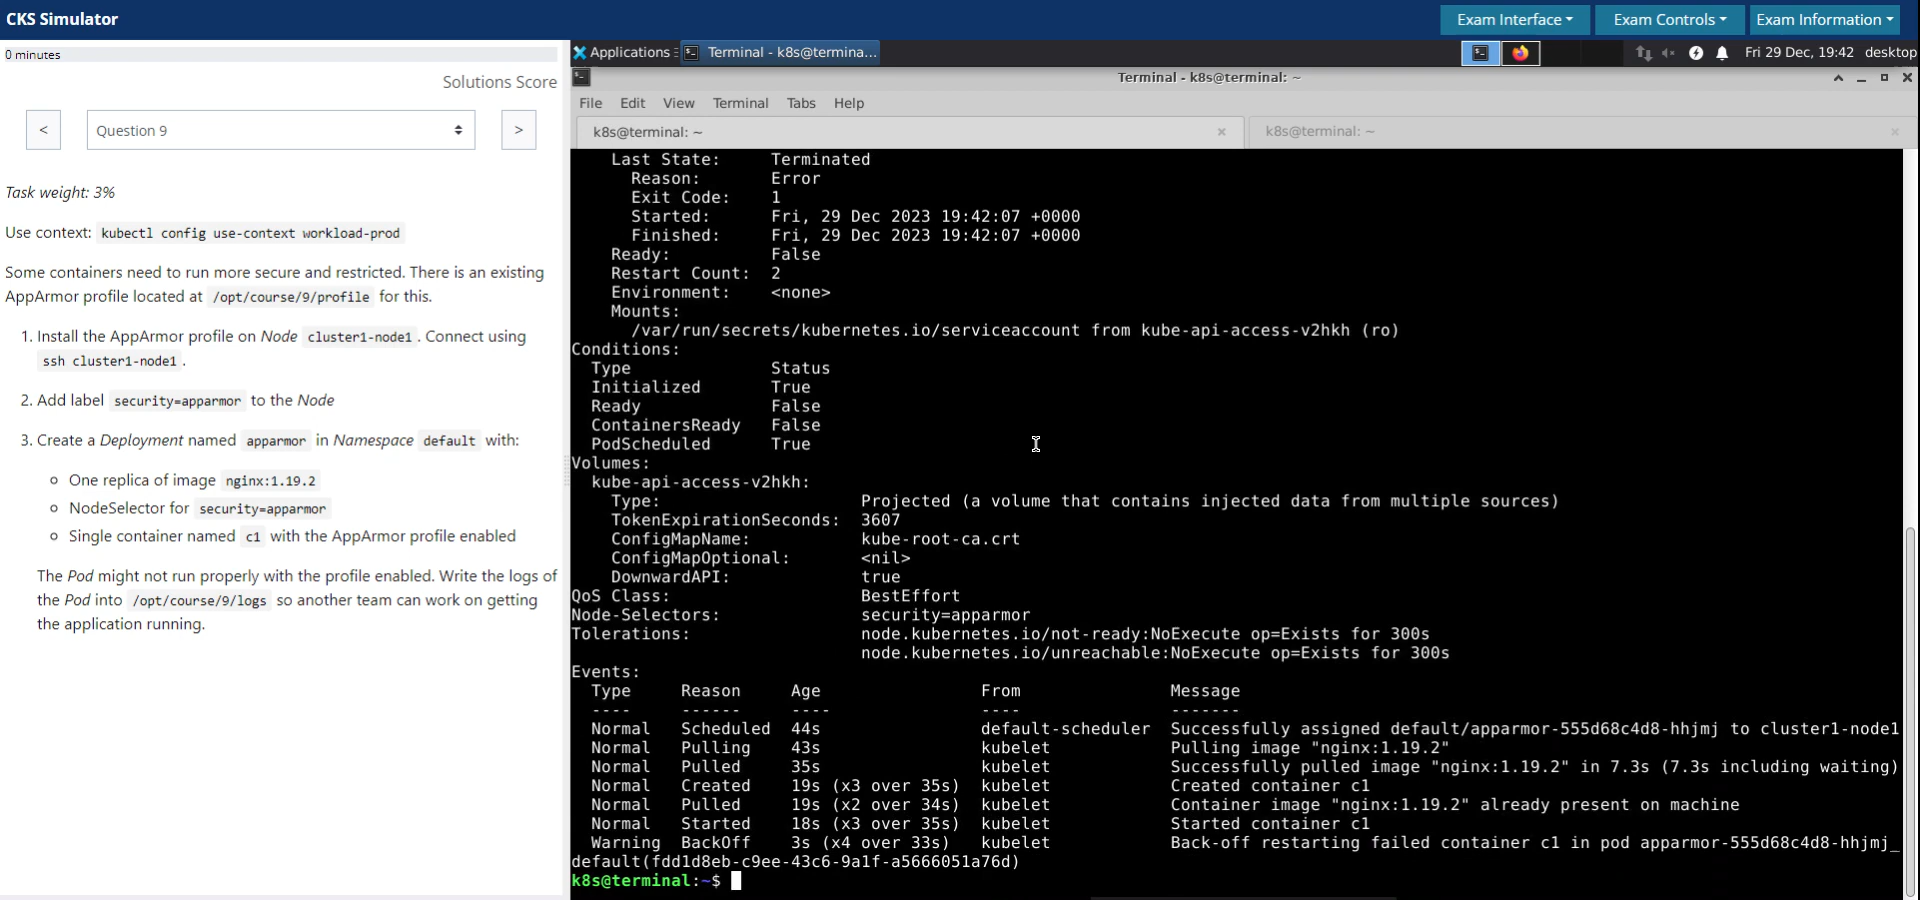 CKS Simulator
Exam Interface
Exam Controls
Exam Information
0 minutes
Applications
Terminal - k8s@termina...
Fri 29 Dec, 19:42 desktop
Solutions Score
Terminal - k8s@terminal: ~
File Edit View Terminal Tabs Help
< Question 9 >
k8s@terminal: ~
k8s@terminal: ~
Task weight: 3%
Use context: kubectl config use-context workload-prod
Some containers need to run more secure and restricted. There is an existing
AppArmor profile located at /opt/course/9/profile for this.
1. Install the AppArmor profile on Node cluster1-node1 . Connect using
ssh cluster1-node1 .
2. Add label security=apparmor to the Node
3. Create a Deployment named apparmor in Namespace default with:
One replica of image nginx:1.19.2
NodeSelector for security=apparmor
Single container named c1 with the AppArmor profile enabled
The Pod might not run properly with the profile enabled. Write the logs of
the Pod into /opt/course/9/logs so another team can work on getting
the application running.
Last State: Terminated
Reason: Error
Exit Code: 1
Started: Fri, 29 Dec 2023 19:42:07 +0000
Finished: Fri, 29 Dec 2023 19:42:07 +0000
Ready: False
Restart Count: 2
Environment: <none>
Mounts:
/var/run/secrets/kubernetes.io/serviceaccount from kube-api-access-v2hkh (ro)
Conditions:
Type Status
Initialized True
Ready False
ContainersReady False
PodScheduled True
Volumes:
kube-api-access-v2hkh:
Type: Projected (a volume that contains injected data from multiple sources)
TokenExpirationSeconds: 3607
ConfigMapName: kube-root-ca.crt
ConfigMapOptional: <nil>
DownwardAPI: true
QoS Class: BestEffort
Node-Selectors: security=apparmor
Tolerations: node.kubernetes.io/not-ready:NoExecute op=Exists for 300s
node.kubernetes.io/unreachable:NoExecute op=Exists for 300s
Events:
Type Reason Age From Message
---- ------ ---- ---- -------
Normal Scheduled 44s default-scheduler Successfully assigned default/apparmor-555d68c4d8-hhjmj to cluster1-node1
Normal Pulling 43s kubelet Pulling image "nginx:1.19.2"
Normal Pulled 35s kubelet Successfully pulled image "nginx:1.19.2" in 7.3s (7.3s including waiting)
Normal Created 19s (x3 over 35s) kubelet Created container c1
Normal Pulled 19s (x2 over 34s) kubelet Container image "nginx:1.19.2" already present on machine
Normal Started 18s (x3 over 35s) kubelet Started container c1
Warning BackOff 3s (x4 over 33s) kubelet Back-off restarting failed container c1 in pod apparmor-555d68c4d8-hhjmj_
default(fdd1d8eb-c9ee-43c6-9a1f-a5666051a76d)
k8s@terminal:~$